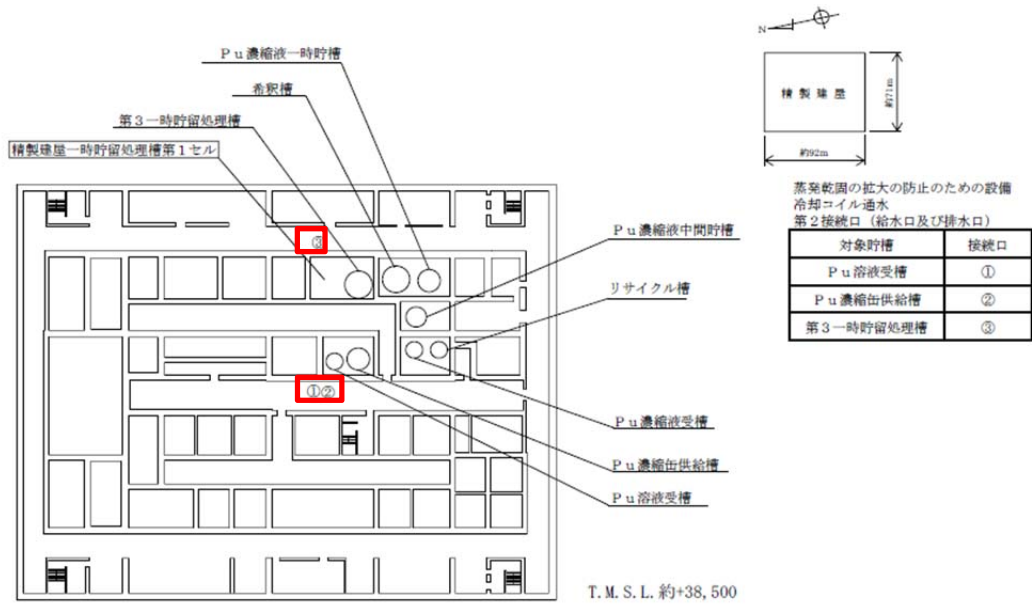 Ｐｕ濃縮液一時貯槽
希釈槽
第３一時貯留処理槽
精製建屋一時貯留処理槽第１セル
N
精製建屋
約71m
約92m
蒸発乾固の拡大の防止のための設備
冷却コイル通水
第２接続口（給水口及び排水口）
対象貯槽 接続口
Ｐｕ溶液受槽 ①
Ｐｕ濃縮缶供給槽 ②
第３一時貯留処理槽 ③
③
Ｐｕ濃縮液中間貯槽
リサイクル槽
①②
Ｐｕ濃縮液受槽
Ｐｕ濃縮缶供給槽
Ｐｕ溶液受槽
T.M.S.L.約+38,500